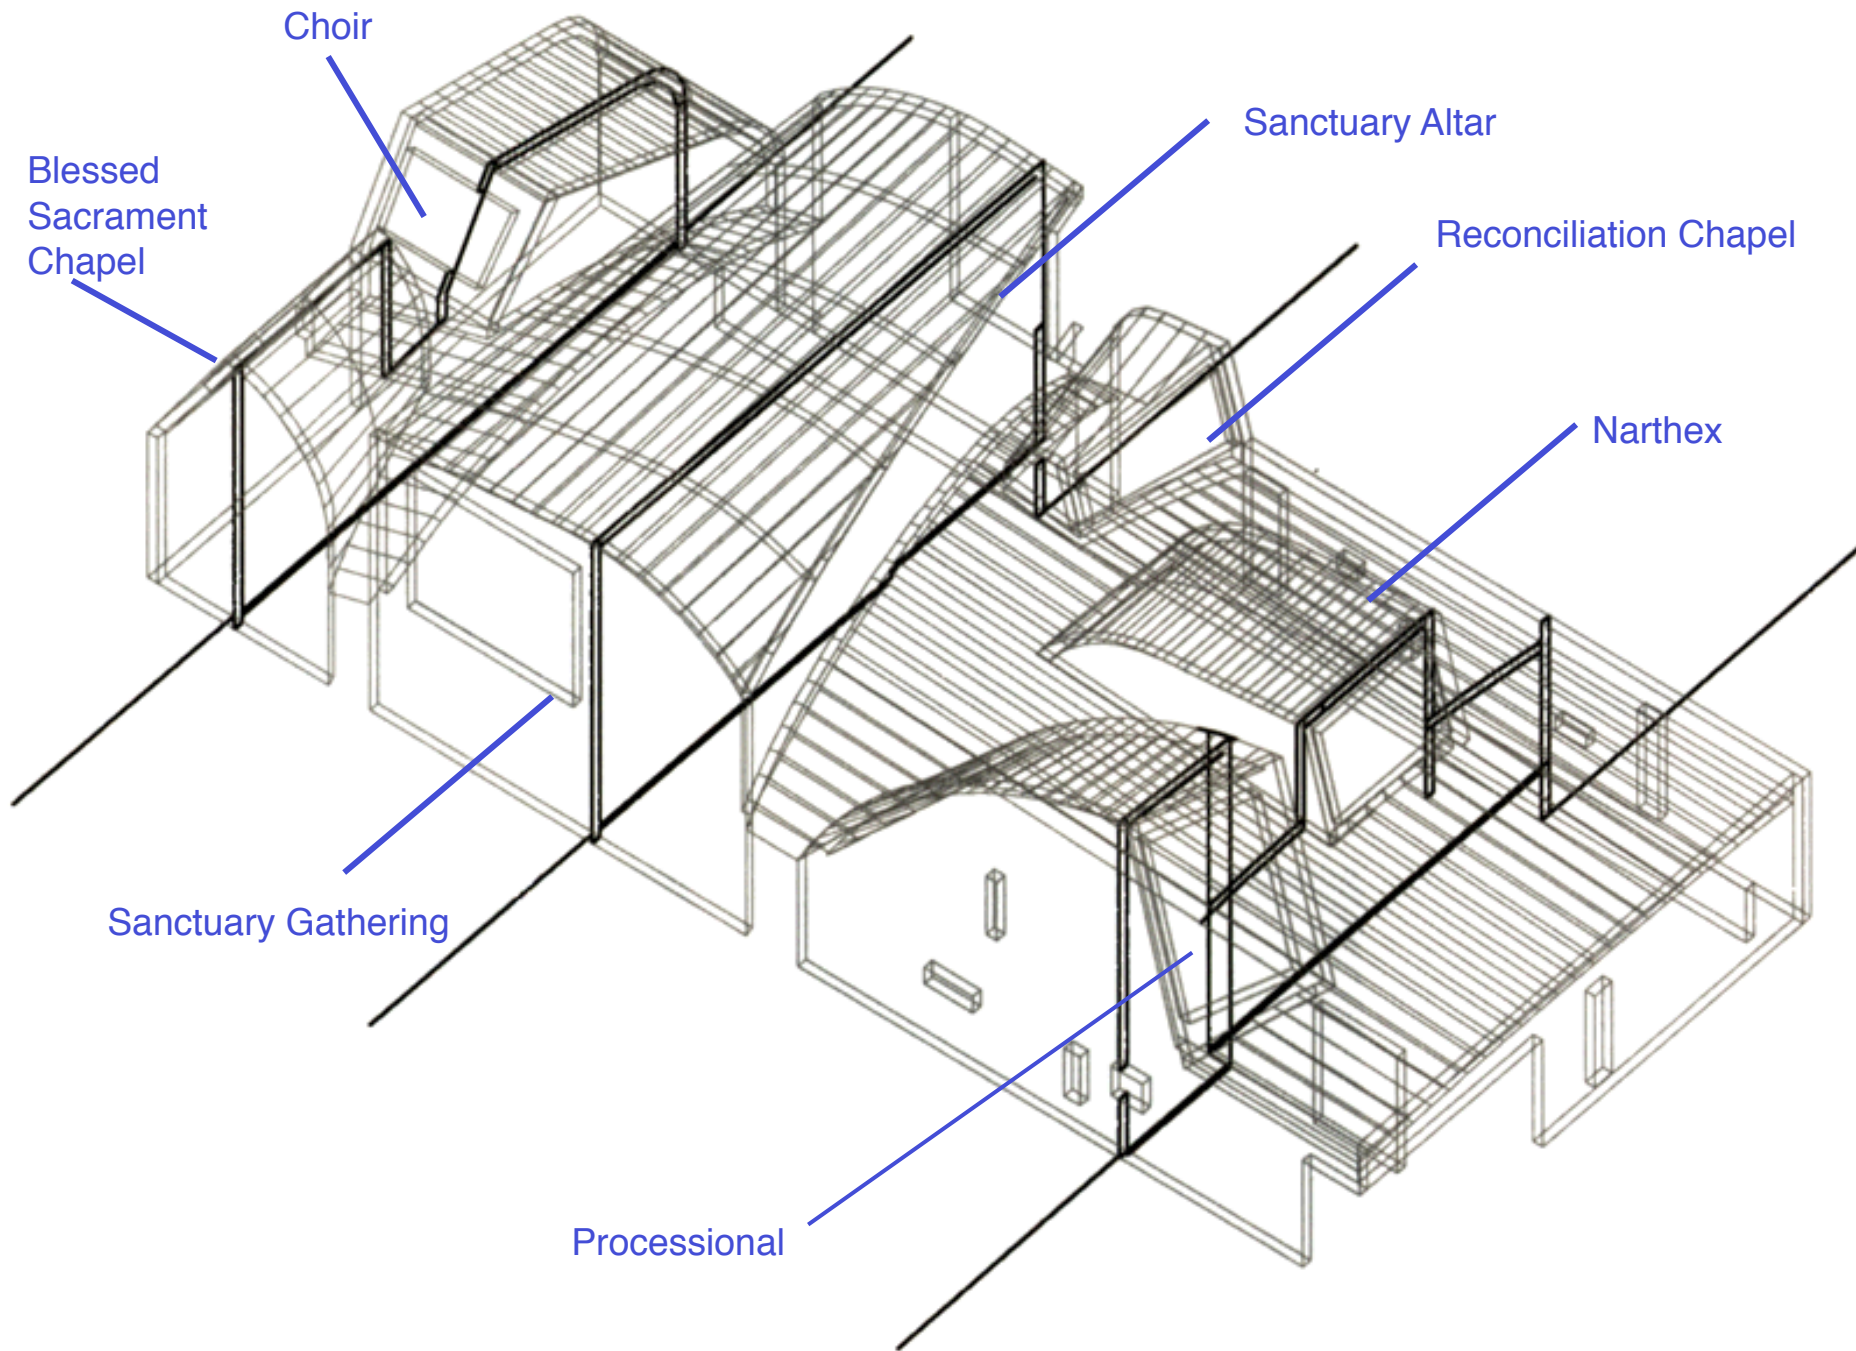 Choir
Sanctuary Altar
Blessed
Sacrament
Chapel
Reconciliation Chapel
Narthex
Sanctuary Gathering
Processional